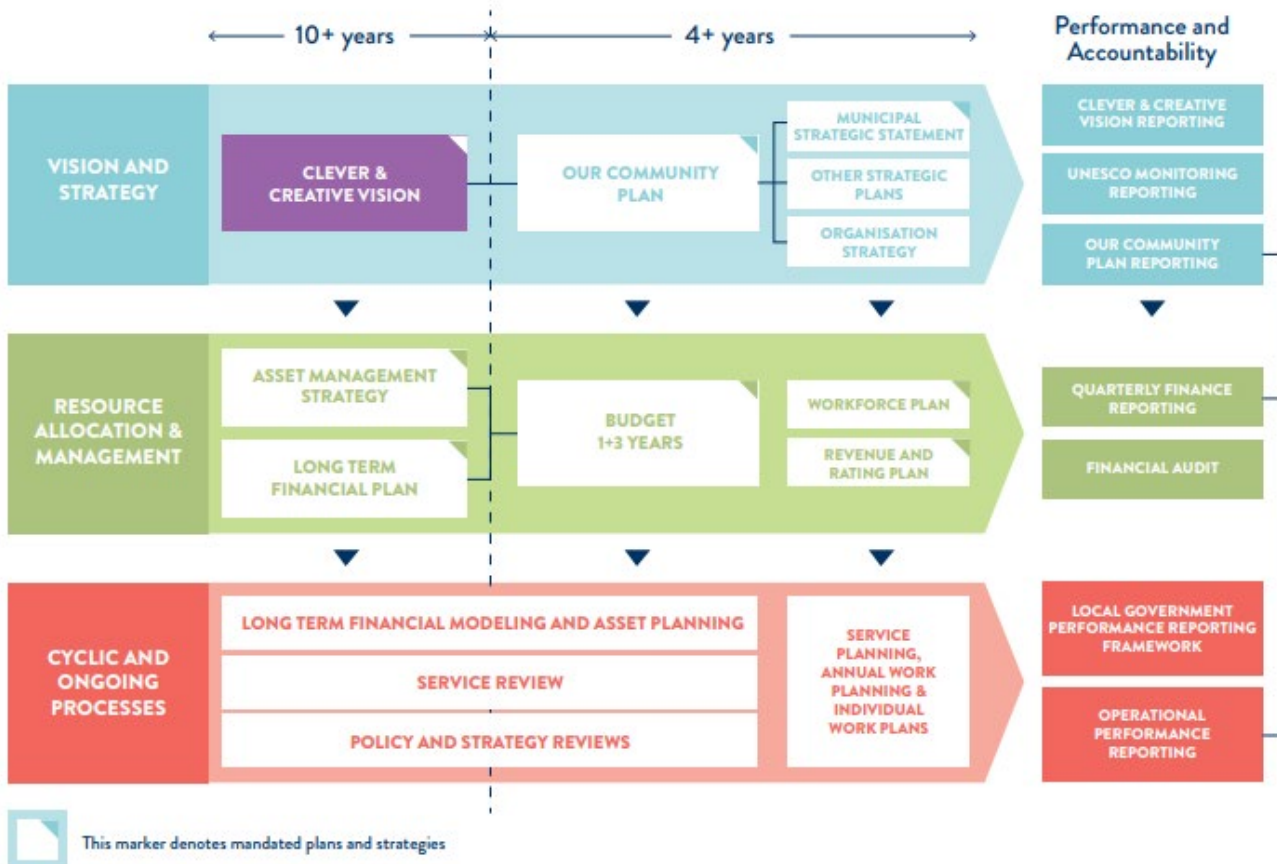 10+ years
4+ years
Performance and
Accountability
VISION AND
STRATEGY
CLEVER &
CREATIVE VISION
OUR COMMUNITY
PLAN
MUNICIPAL
STRATEGIC STATEMENT
OTHER STRATEGIC
PLANS
ORGANISATION
STRATEGY
CLEVER & CREATIVE
VISION REPORTING
UNESCO MONITORING
REPORTING
OUR COMMUNITY
PLAN REPORTING
RESOURCE
ALLOCATION &
MANAGEMENT
ASSET MANAGEMENT
STRATEGY
LONG TERM
FINANCIAL PLAN
BUDGET
1+3 YEARS
WORKFORCE PLAN
REVENUE AND
RATING PLAN
QUARTERLY FINANCE
REPORTING
FINANCIAL AUDIT
CYCLIC AND
ONGOING
PROCESSES
LONG TERM FINANCIAL MODELING AND ASSET PLANNING
SERVICE REVIEW
POLICY AND STRATEGY REVIEWS
SERVICE
PLANNING,
ANNUAL WORK
PLANNING &
INDIVIDUAL
WORK PLANS
LOCAL GOVERNMENT
PERFORMANCE REPORTING
FRAMEWORK
OPERATIONAL
PERFORMANCE
REPORTING
This marker denotes mandated plans and strategies